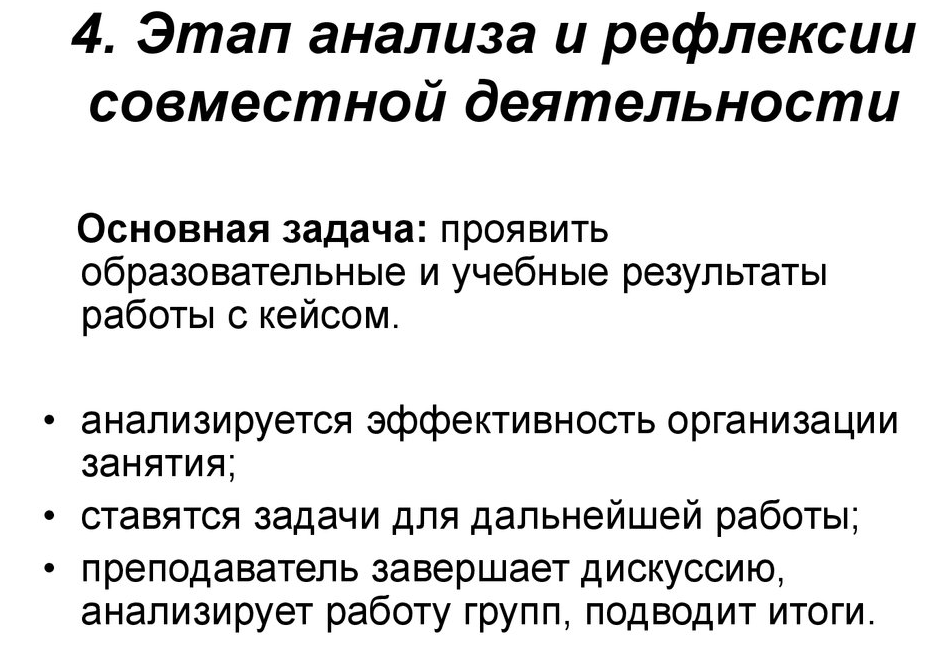 4. Этап анализа и рефлексии
совместной деятельности
Основная задача: проявить
образовательные и учебные результаты
работы с кейсом.
• анализируется эффективность организации
занятия;
• ставятся задачи для дальнейшей работы;
• преподаватель завершает дискуссию,
анализирует работу групп, подводит итоги.